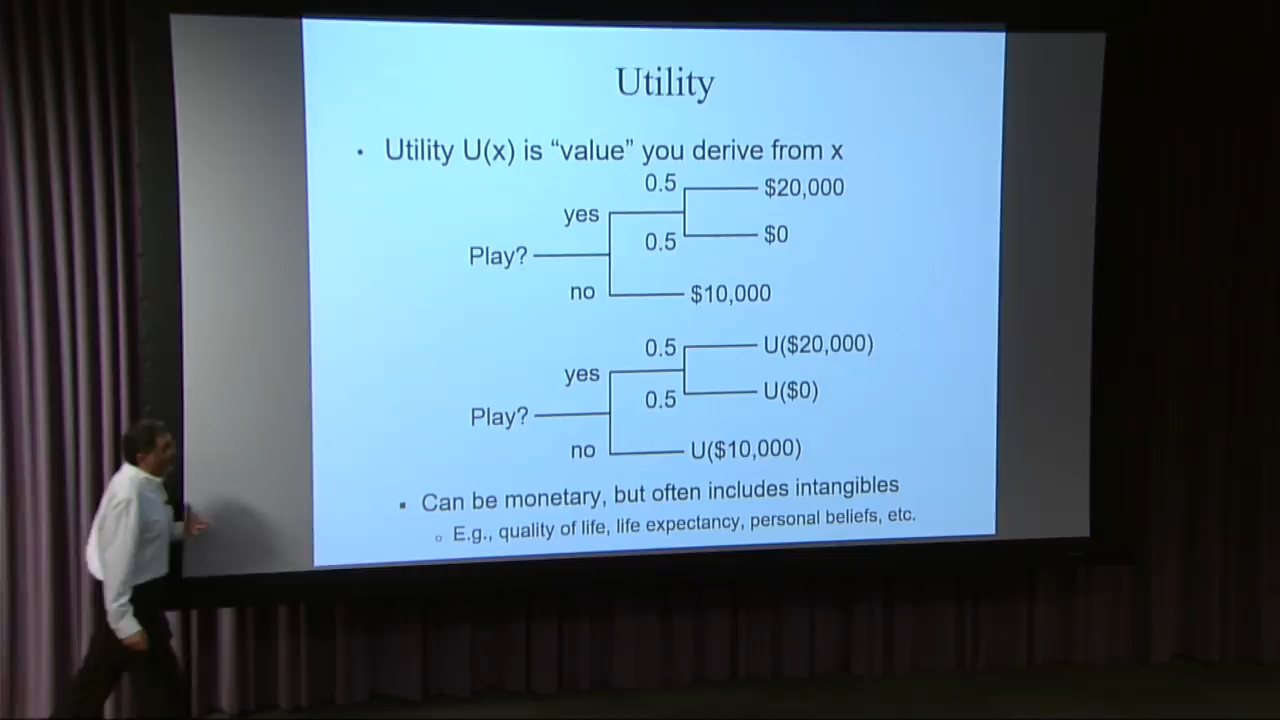 Utility
• Utility U(x) is “value” you derive from x
0.5 $20,000
yes
0.5 $0
Play?
no $10,000
0.5 U($20,000)
yes
0.5 U($0)
Play?
no U($10,000)
▪ Can be monetary, but often includes intangibles
o E.g., quality of life, life expectancy, personal beliefs, etc.